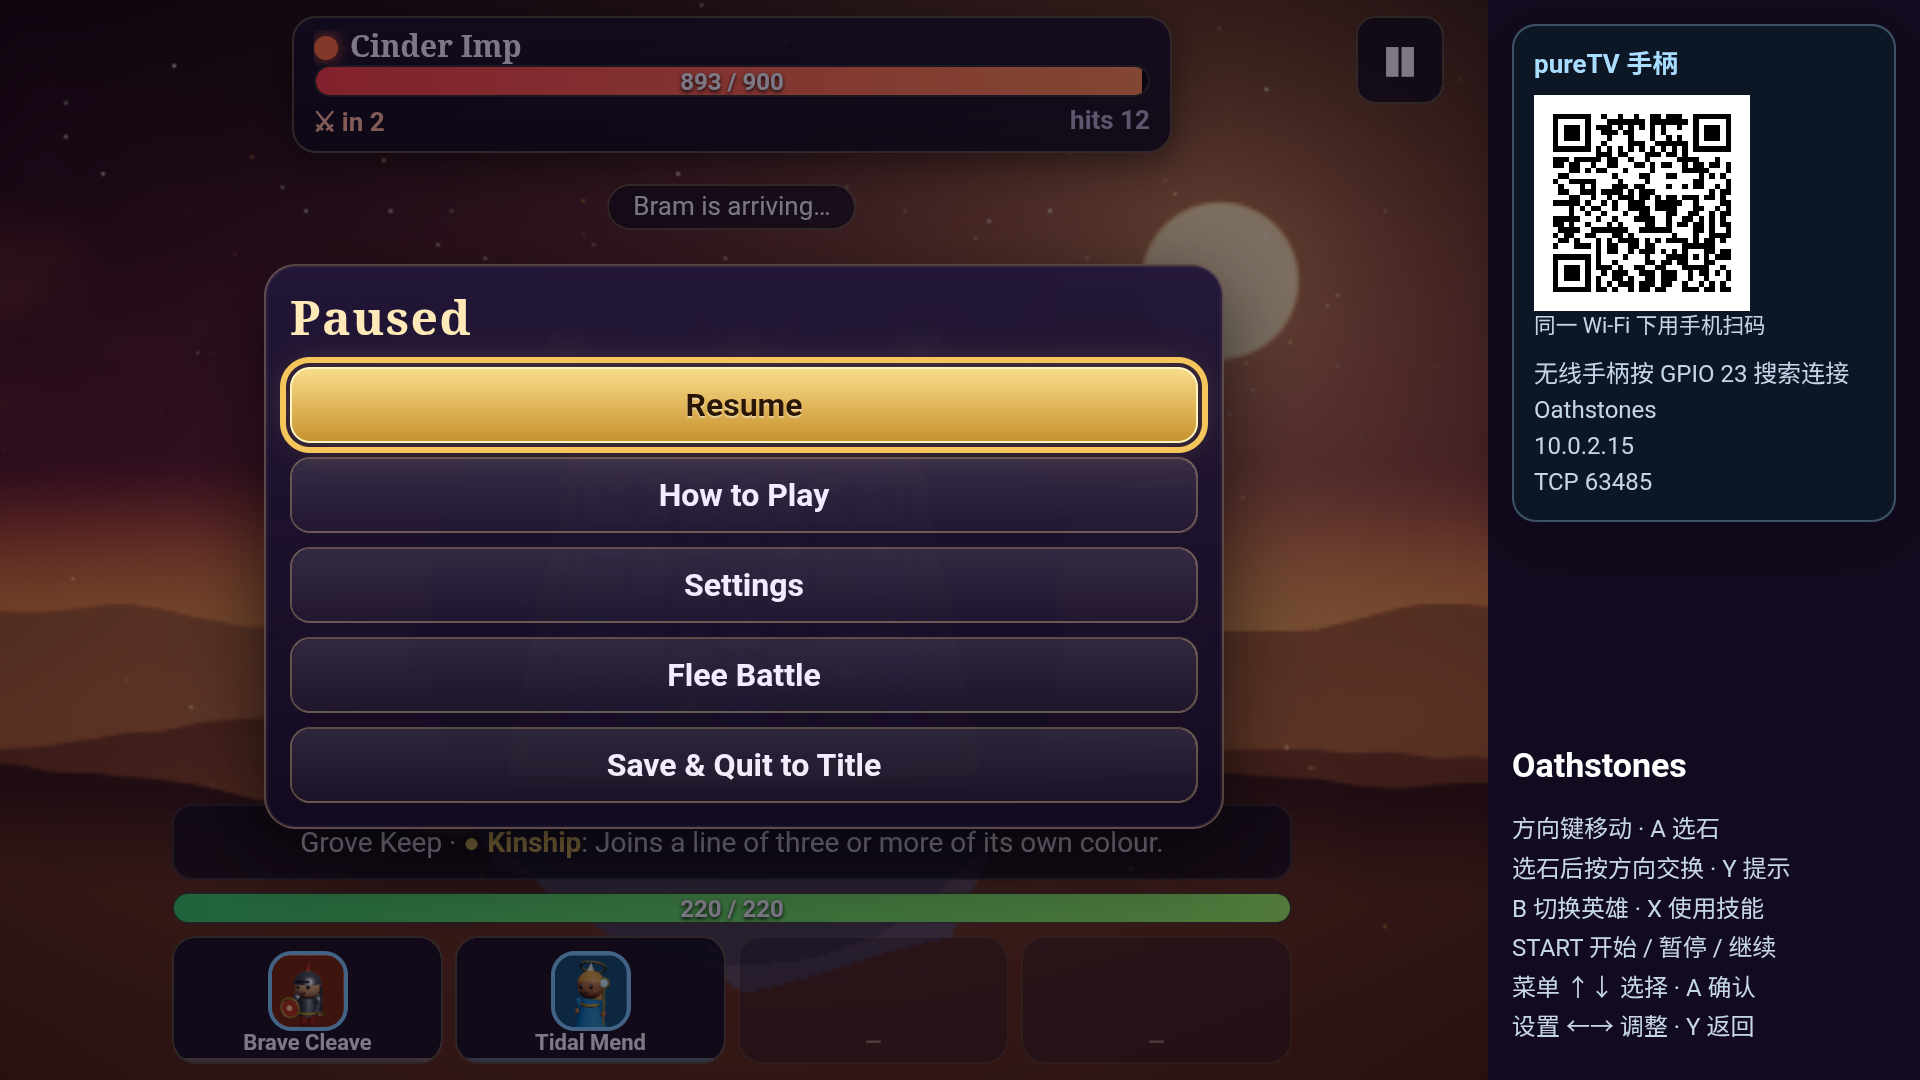 Cinder Imp
893 / 900
in 2
hits 12
Bram is arriving...
Paused
Resume
How to Play
Settings
Flee Battle
Save & Quit to Title
Grove Keep · ● Kinship: Joins a line of three or more of its own colour.
220 / 220
Brave Cleave
Tidal Mend
—
—
pureTV 手柄
同一 Wi-Fi 下用手机扫码
无线手柄按 GPIO 23 搜索连接
Oathstones
10.0.2.15
TCP 63485
Oathstones
方向键移动 · A 选石
选石后按方向交换 · Y 提示
B 切换英雄 · X 使用技能
START 开始 / 暂停 / 继续
菜单 ↑↓ 选择 · A 确认
设置 ←→ 调整 · Y 返回